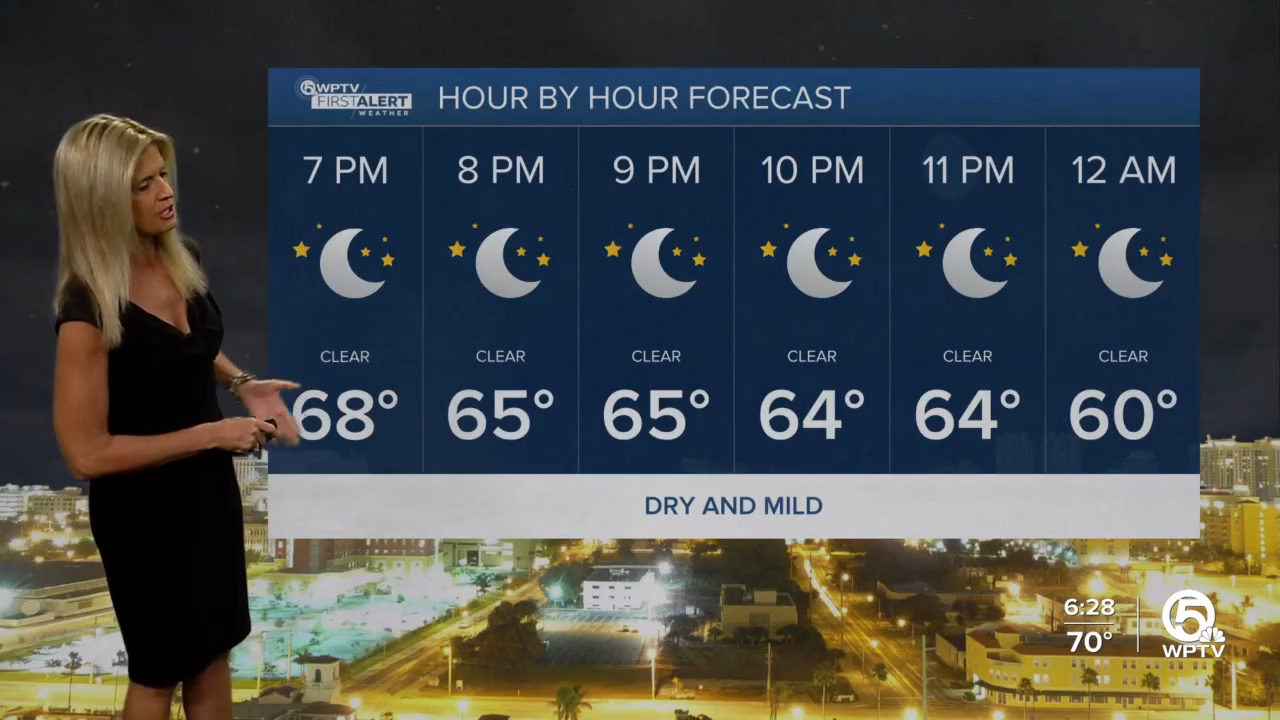 5 WPTV
FIRST ALERT
WEATHER
HOUR BY HOUR FORECAST
7 PM 8 PM 9 PM 10 PM 11 PM 12 AM
CLEAR CLEAR CLEAR CLEAR CLEAR CLEAR
68° 65° 65° 64° 64° 60°
DRY AND MILD
6:28
70°
5
WPTV